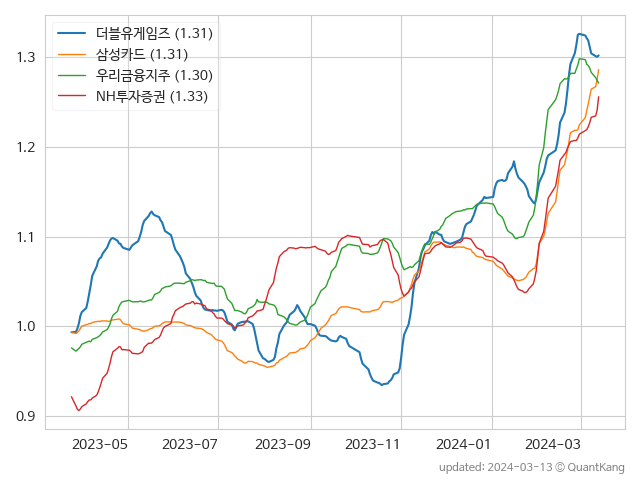 더블유게임즈 (1.31)
삼성카드 (1.31)
우리금융지주 (1.30)
NH투자증권 (1.33)
1.3
1.2
1.1
1.0
0.9
2023-05 2023-07 2023-09 2023-11 2024-01 2024-03
updated: 2024-03-13 © QuantKang